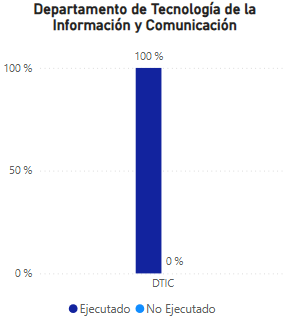 Departamento de Tecnología de la
Información y Comunicación
100 %
100 %
50 %
0 %
0 %
DTIC
Ejecutado No Ejecutado